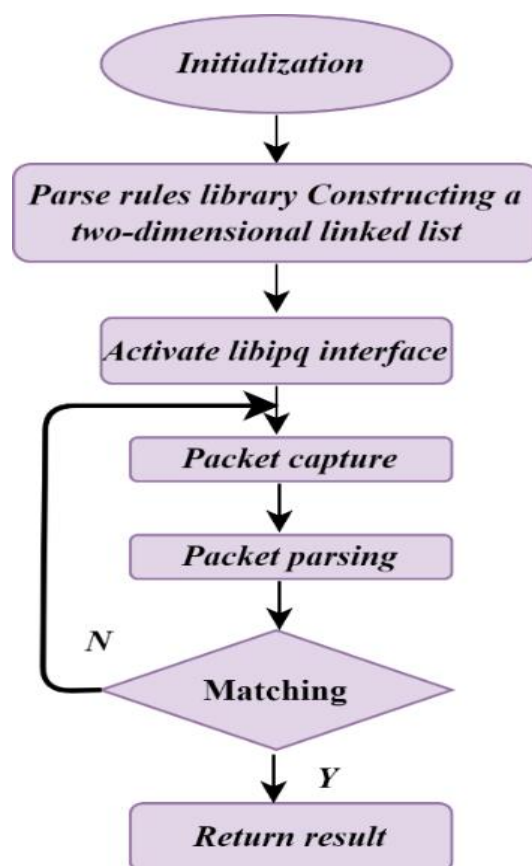 Initialization
Parse rules library Constructing a
two-dimensional linked list
Activate libipq interface
Packet capture
Packet parsing
N
Matching
Y
Return result